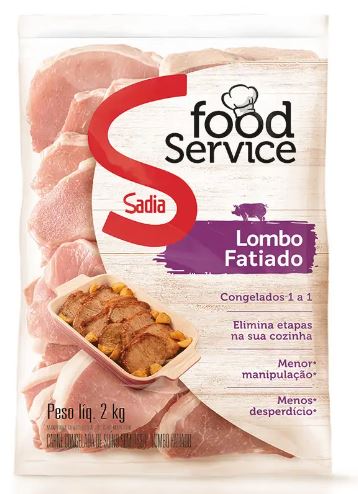 food
Service
Sadia
Lombo
Fatiado
Congelados 1 a 1
Elimina etapas
na sua cozinha
Menor*
manipulação*
Menos*
desperdício*
Peso líq. 2 kg